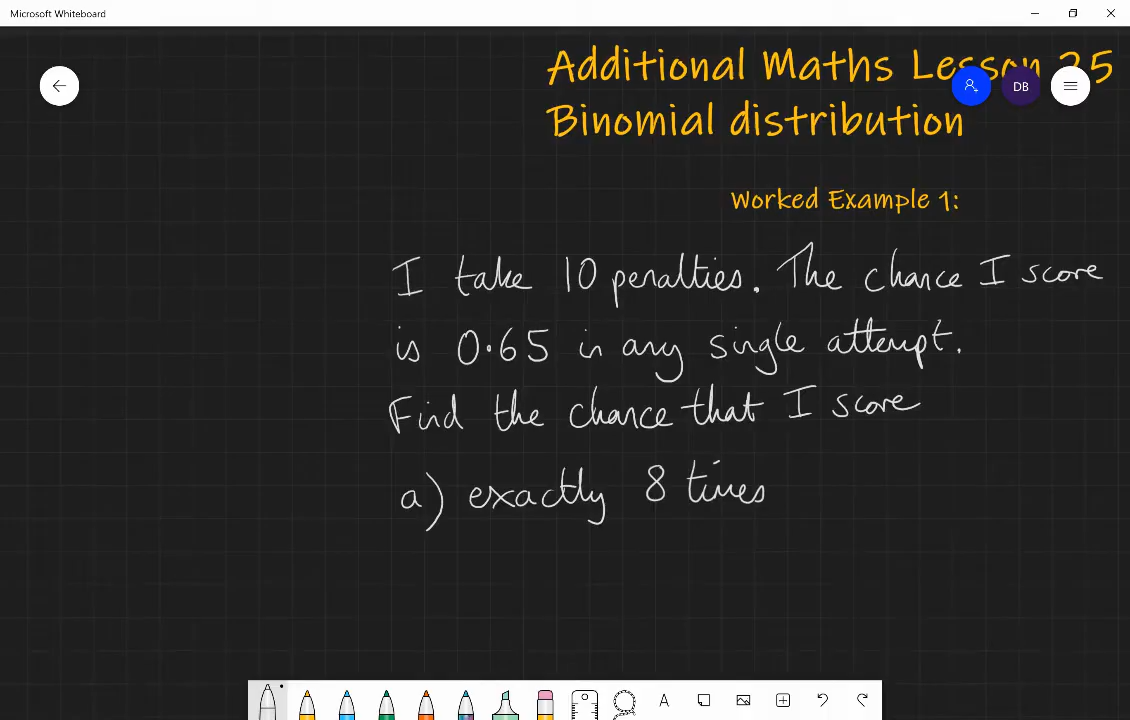 Microsoft Whiteboard
Additional Maths Lesson 25
DB
Binomial distribution
Worked Example 1:
I take 10 penalties. The chance I score
is 0.65 in any single attempt.
Find the chance that I score
a) exactly 8 times
A